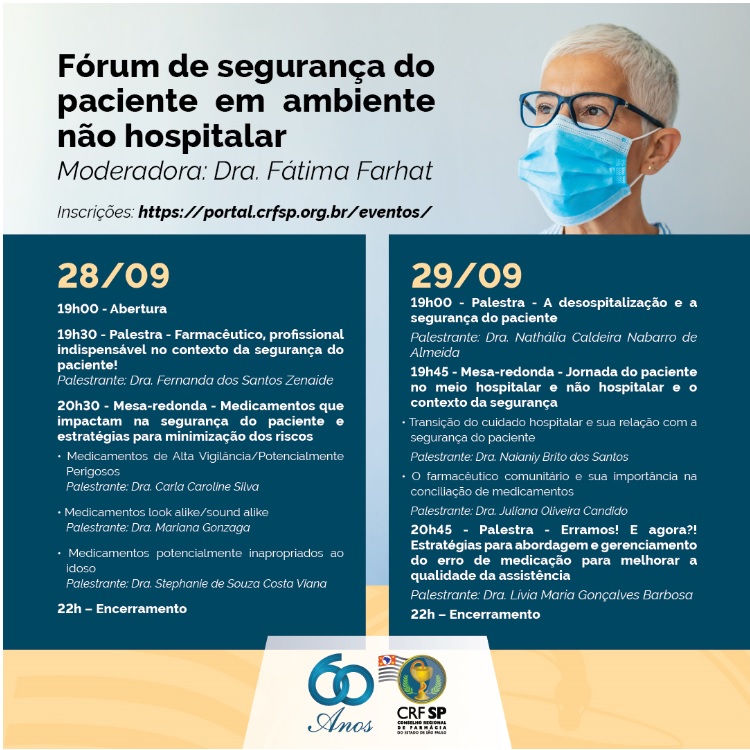 Fórum de segurança do
paciente em ambiente
não hospitalar
Moderadora: Dra. Fátima Farhat
Inscrições: https://portal.crfsp.org.br/eventos/
28/09
19h00 - Abertura
19h30 - Palestra - Farmacêutico, profissional
indispensável no contexto da segurança do
paciente!
Palestrante: Dra. Fernanda dos Santos Zenaide
20h30 - Mesa-redonda - Medicamentos que
impactam na segurança do paciente e
estratégias para minimização dos riscos
• Medicamentos de Alta Vigilância/Potencialmente
Perigosos
Palestrante: Dra. Carla Caroline Silva
• Medicamentos look alike/sound alike
Palestrante: Dra. Mariana Gonzaga
• Medicamentos potencialmente inapropriados ao
idoso
Palestrante: Dra. Stephanie de Souza Costa Viana
22h – Encerramento
29/09
19h00 - Palestra - A desospitalização e a
segurança do paciente
Palestrante: Dra. Nathália Caldeira Nabarro de
Almeida
19h45 - Mesa-redonda - Jornada do paciente
no meio hospitalar e não hospitalar e o
contexto da segurança
• Transição do cuidado hospitalar e sua relação com a
segurança do paciente
Palestrante: Dra. Naianiy Brito dos Santos
• O farmacêutico comunitário e sua importância na
conciliação de medicamentos
Palestrante: Dra. Juliana Oliveira Candido
20h45 - Palestra - Erramos! E agora?!
Estratégias para abordagem e gerenciamento
do erro de medicação para melhorar a
qualidade da assistência
Palestrante: Dra. Livia Maria Gonçalves Barbosa
22h – Encerramento
60
Anos
CRF SP
CONSELHO REGIONAL
DE FARMÁCIA
DO ESTADO DE SÃO PAULO